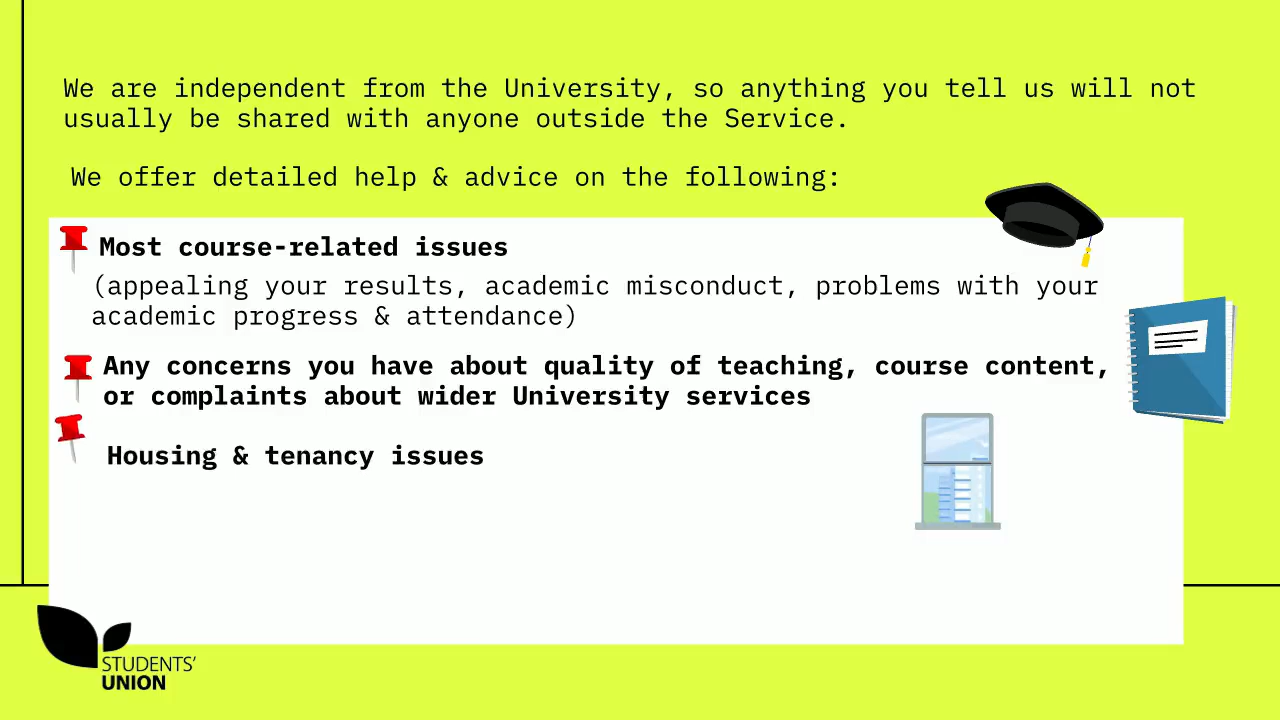 We are independent from the University, so anything you tell us will not
usually be shared with anyone outside the Service.
We offer detailed help & advice on the following:
Most course-related issues
(appealing your results, academic misconduct, problems with your
academic progress & attendance)
Any concerns you have about quality of teaching, course content,
or complaints about wider University services
Housing & tenancy issues
STUDENTS'
UNION